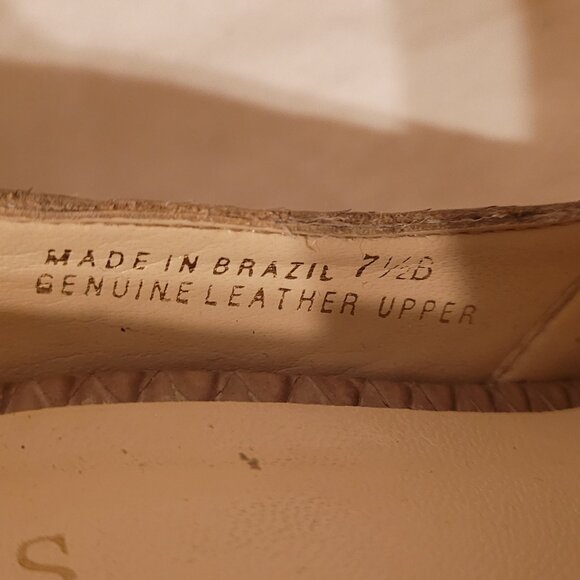 MADE IN BRAZIL 7½B
GENUINE LEATHER UPPER
S